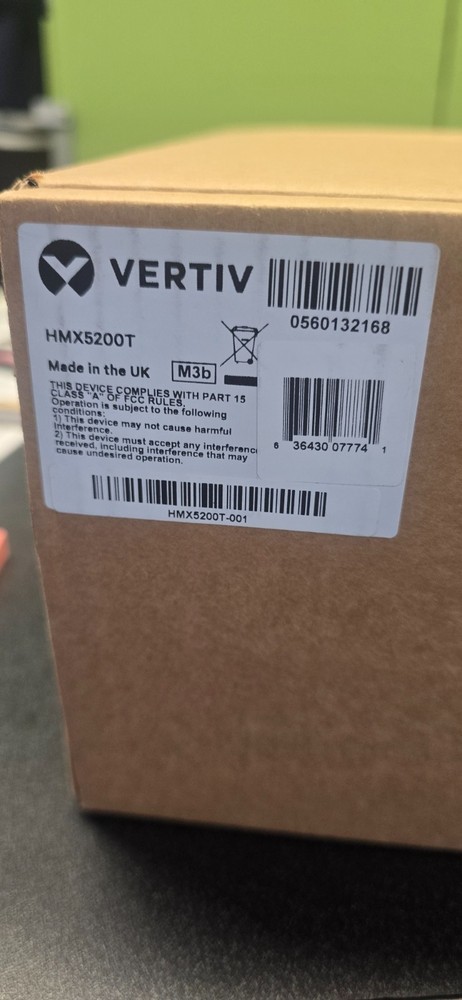 VERTIV
0560132168
HMX5200T
Made in the UK M3b
THIS DEVICE COMPLIES WITH PART 15
CLASS "A" OF FCC RULES.
Operation is subject to the following
conditions:
1) This device may not cause harmful
Interference.
2) This device must accept any interference
received, including interference that may
cause undesired operation.
6 36430 07774 1
HMX5200T-001